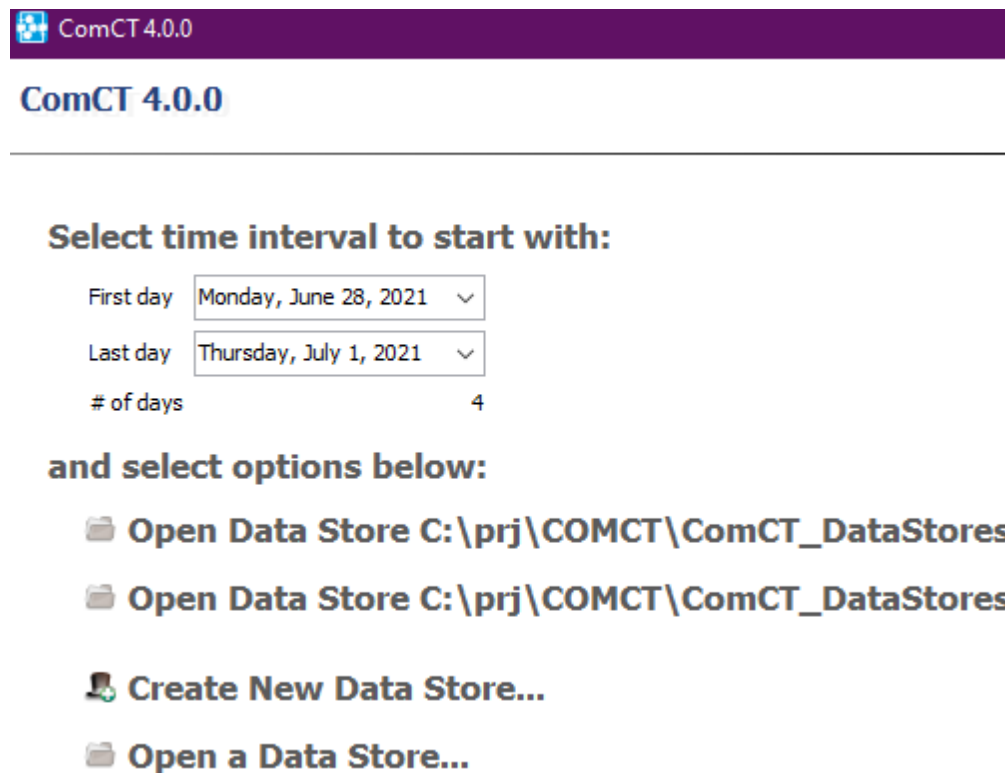 ComCT 4.0.0
ComCT 4.0.0
Select time interval to start with:
First day Monday, June 28, 2021
Last day Thursday, July 1, 2021
# of days 4
and select options below:
Open Data Store C:\prj\COMCT\ComCT_DataStores
Open Data Store C:\prj\COMCT\ComCT_DataStores
Create New Data Store...
Open a Data Store...